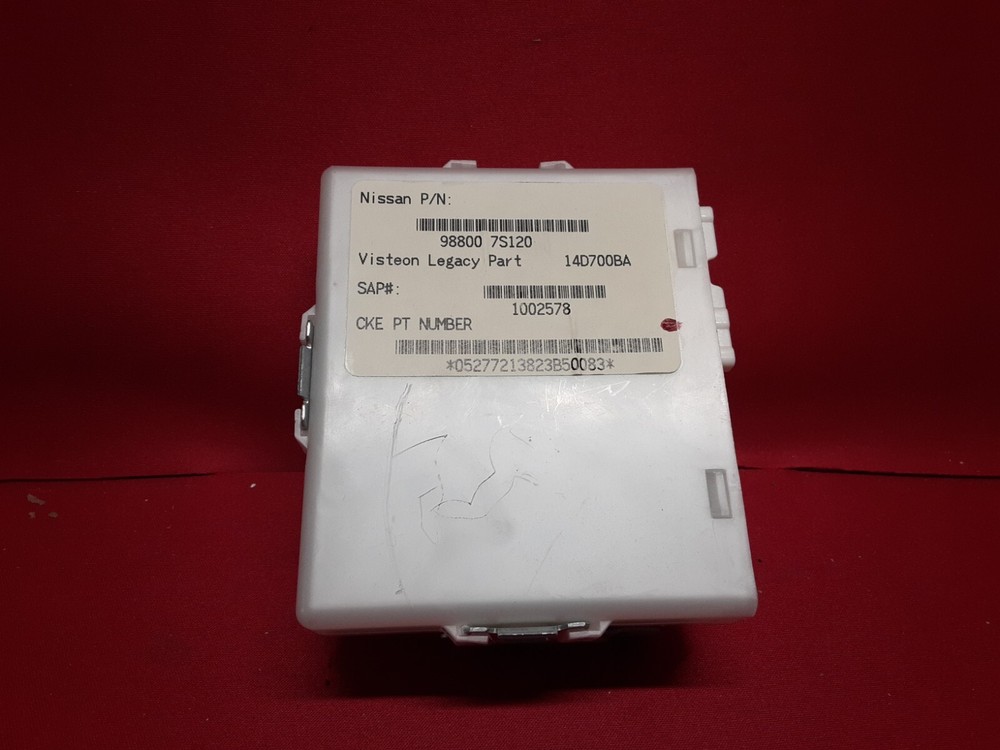 Nissan P/N:
98800 7S120
Visteon Legacy Part 14D700BA
SAP#:
1002578
CKE PT NUMBER
*05277213823B50083*